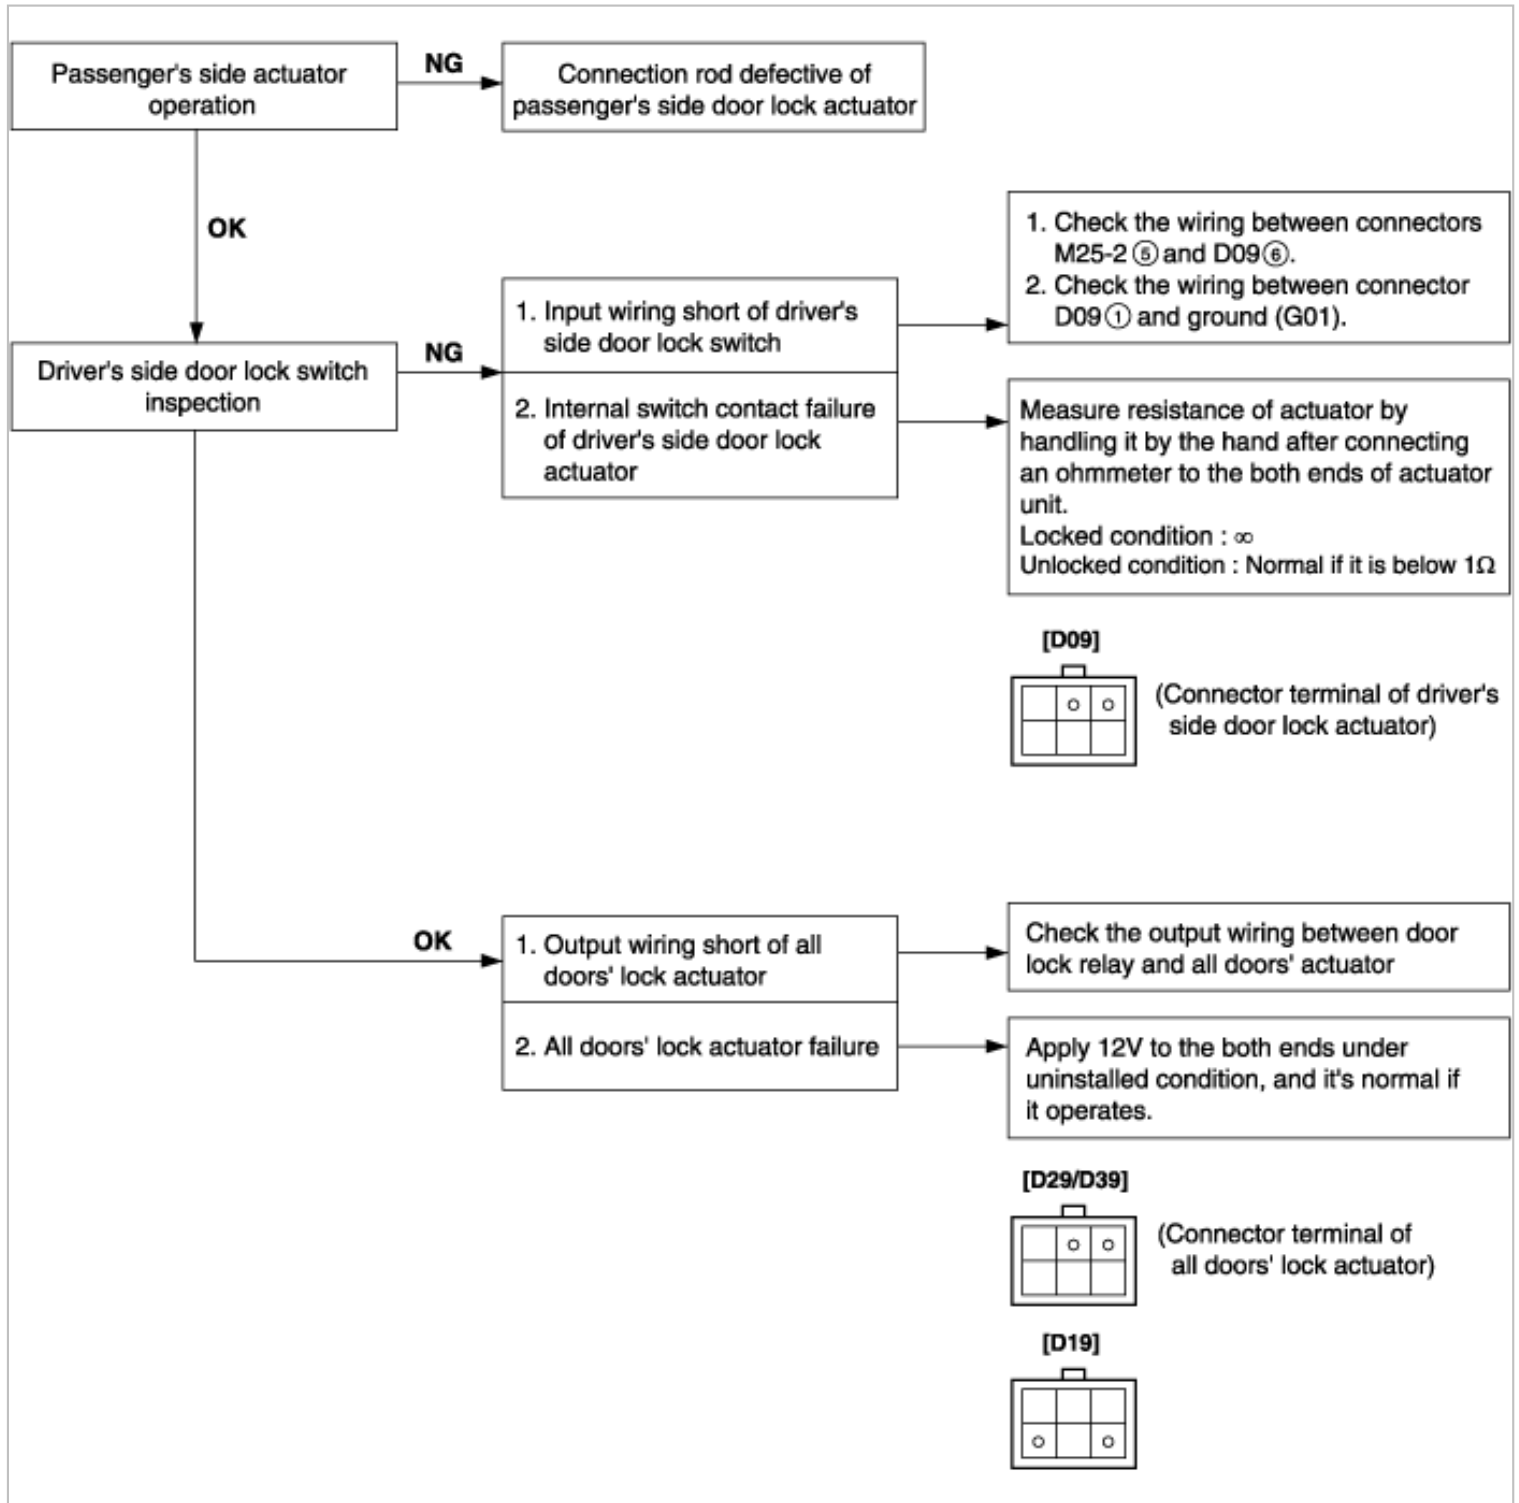 Passenger's side actuator
operation
NG
Connection rod defective of
passenger's side door lock actuator
OK
Driver's side door lock switch
inspection
NG
1. Input wiring short of driver's
side door lock switch
2. Internal switch contact failure
of driver's side door lock
actuator
1. Check the wiring between connectors
M25-2 ⑤ and D09 ⑥.
2. Check the wiring between connector
D09 ① and ground (G01).
Measure resistance of actuator by
handling it by the hand after connecting
an ohmmeter to the both ends of actuator
unit.
Locked condition : ∞
Unlocked condition : Normal if it is below 1Ω
[D09]
(Connector terminal of driver's
side door lock actuator)
OK
1. Output wiring short of all
doors' lock actuator
2. All doors' lock actuator failure
Check the output wiring between door
lock relay and all doors' actuator
Apply 12V to the both ends under
uninstalled condition, and it's normal if
it operates.
[D29/D39]
(Connector terminal of
all doors' lock actuator)
[D19]